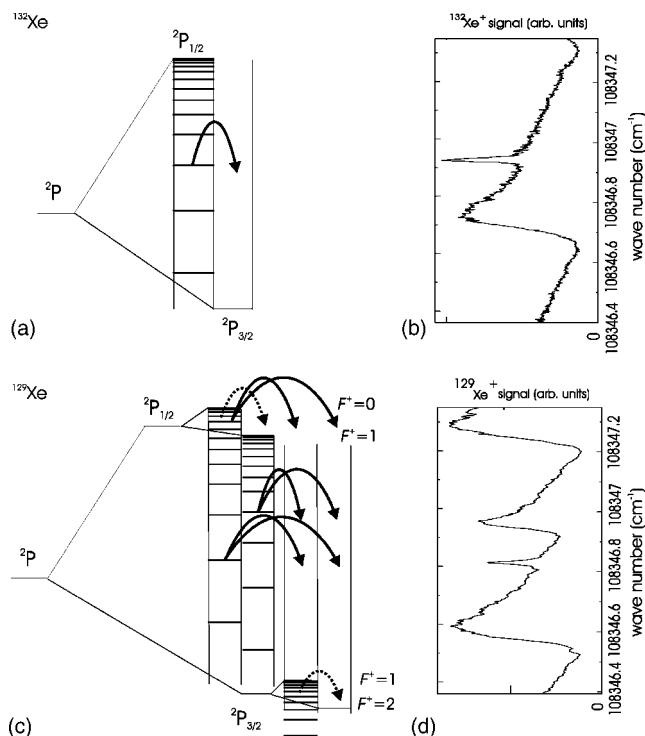 ¹³²Xe
²P₁/₂
²P
²P₃/₂
(a)
¹³²Xe⁺ signal (arb. units)
108347.2
108347
108346.8
108346.6
108346.4
wave number (cm⁻¹)
0
(b)
¹²⁹Xe
²P₁/₂
F⁺=0
F⁺=1
²P
²P₃/₂
F⁺=1
F⁺=2
(c)
¹²⁹Xe⁺ signal (arb. units)
108347.2
108347
108346.8
108346.6
108346.4
wave number (cm⁻¹)
0
(d)